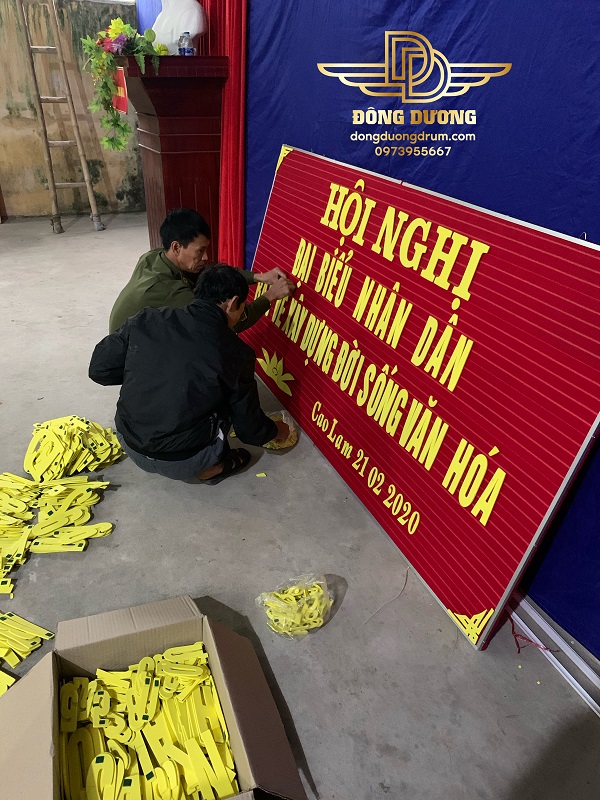 ĐÔNG DƯƠNG
dongduongdrum.com
0973955667
HỘI NGHỊ
ĐẠI BIỂU NHÂN DÂN
VỀ XÂY DỰNG ĐỜI SỐNG VĂN HÓA
Cao Lam 21 02 2020